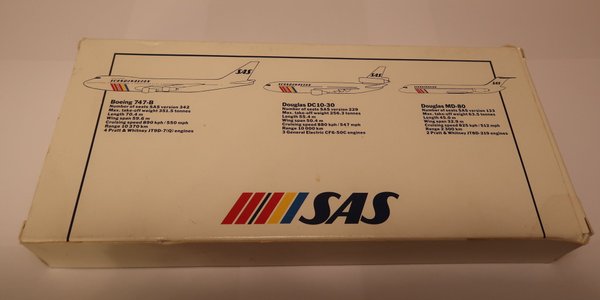 SCANDINAVIAN
SAS
Boeing 747-B
Number of seats SAS version 342
Max. take-off weight 351.5 tonnes
Length 70.4 m
Wing span 59.6 m
Cruising speed 890 kph/550 mph
Range 10 370 km
4 Pratt & Whitney JT9D-7(Q) engines
Douglas DC10-30
Number of seats SAS version 229
Max. take-off weight 256.3 tonnes
Length 55.4 m
Wing span 50.4 m
Cruising speed 880 kph/547 mph
Range 10 000 km
3 General Electric CF6-50C engines
Douglas MD-80
Number of seats SAS version 133
Max. take-off weight 63.5 tonnes
Length 45.0 m
Wing span 32.9 m
Cruising speed 825 kph/512 mph
Range 2 300 km
2 Pratt & Whitney JT8D-219 engines
SAS